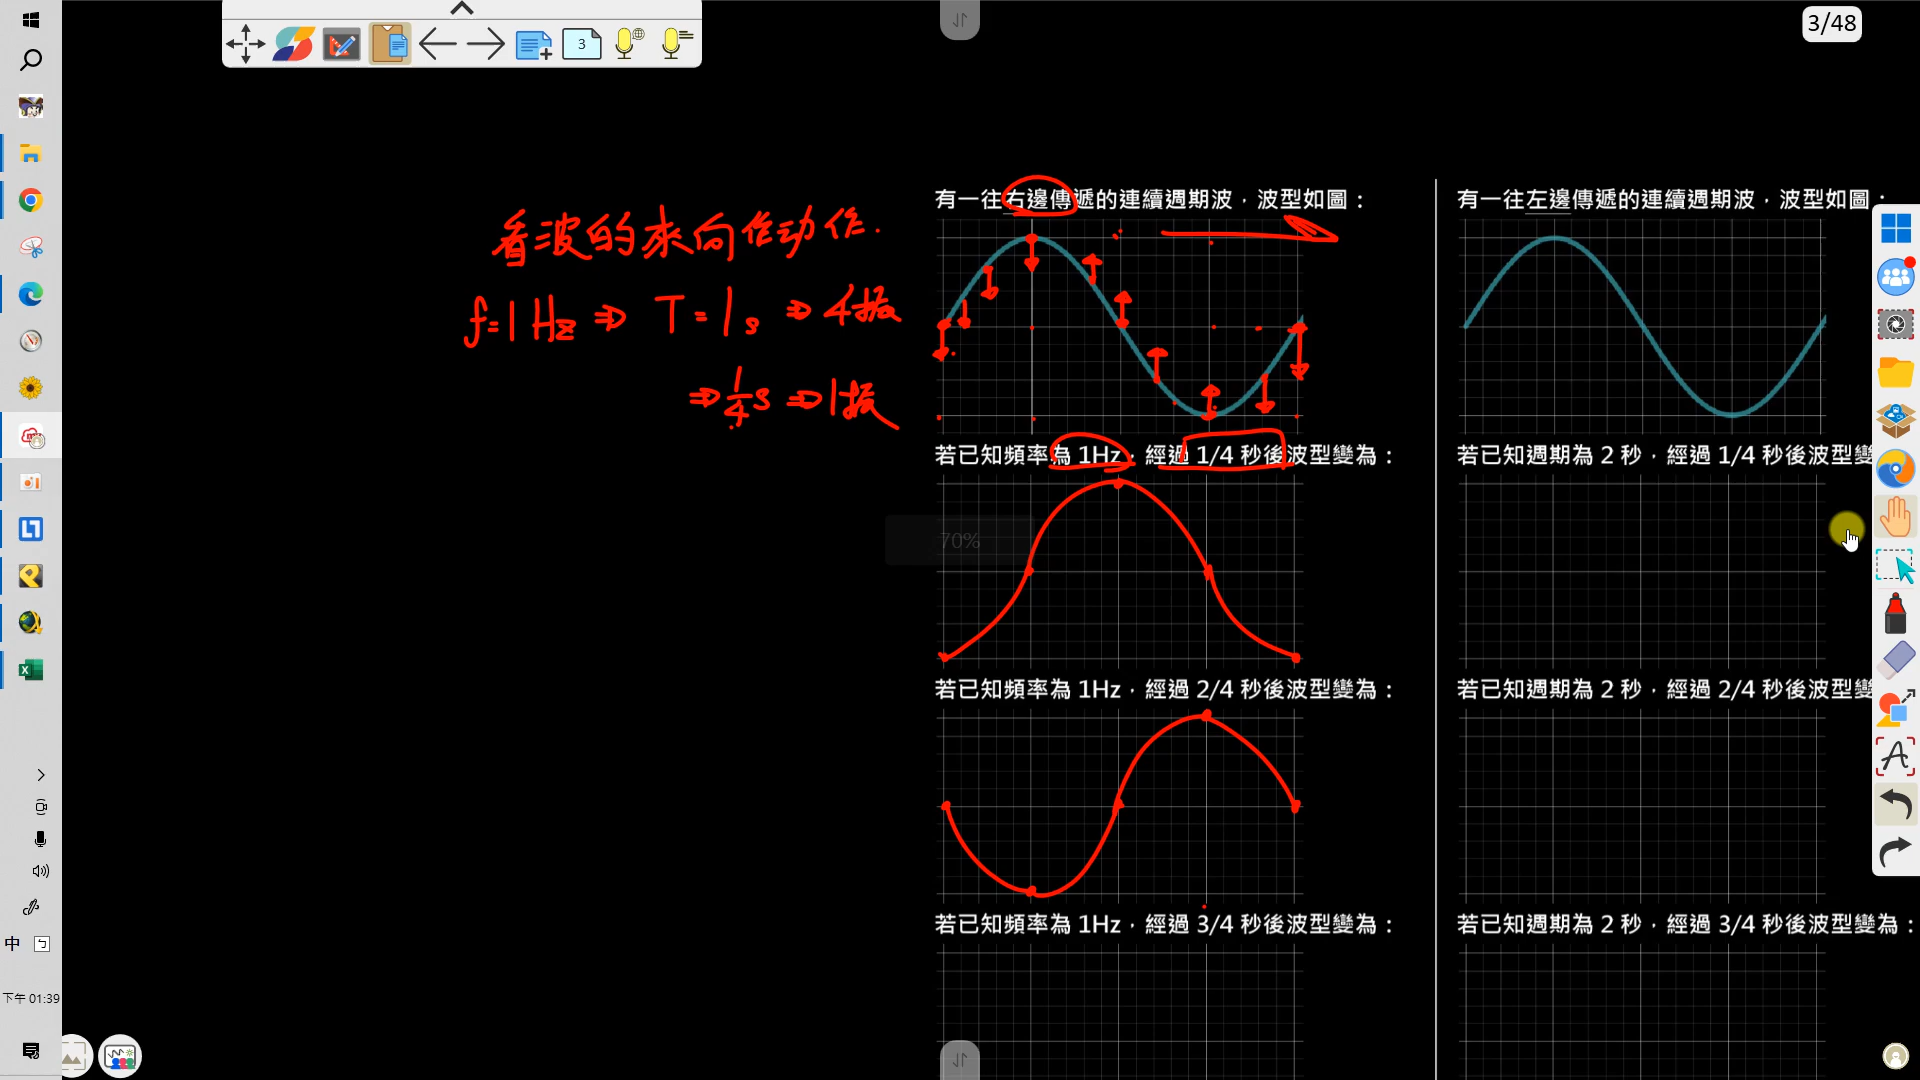 3
3/48
看波的來向作動作.
f=1Hz ⇒ T=1s ⇒ 4振
⇒ 1/4 s ⇒ 1振
有一往右邊傳遞的連續週期波，波型如圖：
若已知頻率為 1Hz，經過 1/4 秒後波型變為：
70%
若已知頻率為 1Hz，經過 2/4 秒後波型變為：
若已知頻率為 1Hz，經過 3/4 秒後波型變為：
有一往左邊傳遞的連續週期波，波型如圖：
若已知週期為 2 秒，經過 1/4 秒後波型變
若已知週期為 2 秒，經過 2/4 秒後波型變
若已知週期為 2 秒，經過 3/4 秒後波型變為：
中 ㄅ
下午 01:39